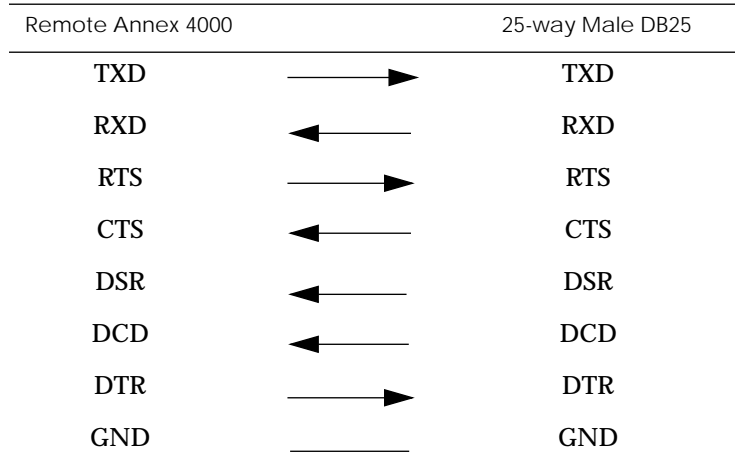 Remote Annex 4000 25-way Male DB25
TXD TXD
RXD RXD
RTS RTS
CTS CTS
DSR DSR
DCD DCD
DTR DTR
GND GND